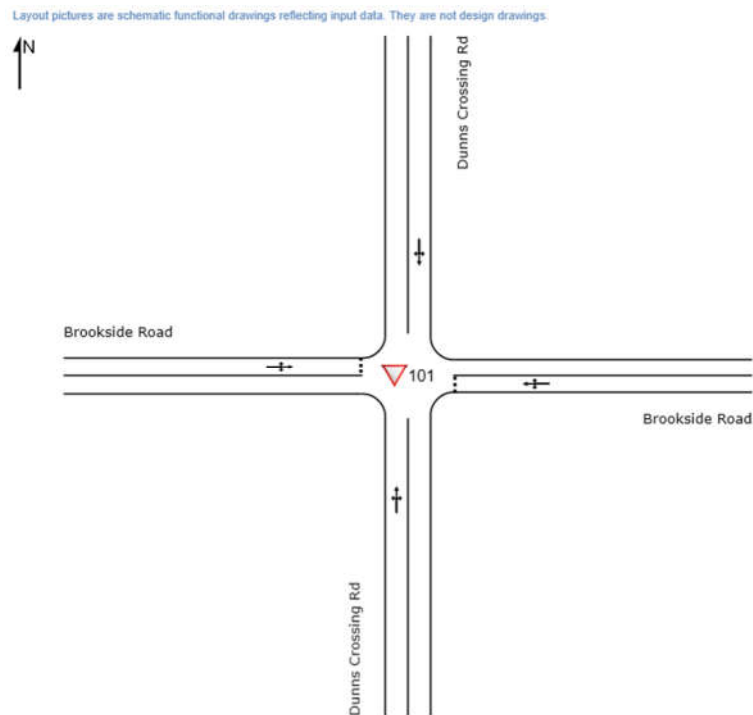 Layout pictures are schematic functional drawings reflecting input data. They are not design drawings.
N
Dunns Crossing Rd
Brookside Road
101
Brookside Road
Dunns Crossing Rd